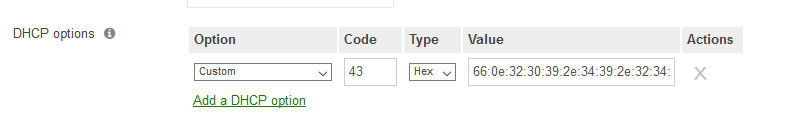 DHCP options
Option Code Type Value Actions
Custom 43 Hex 66:0e:32:30:39:2e:34:39:2e:32:34: X
Add a DHCP option